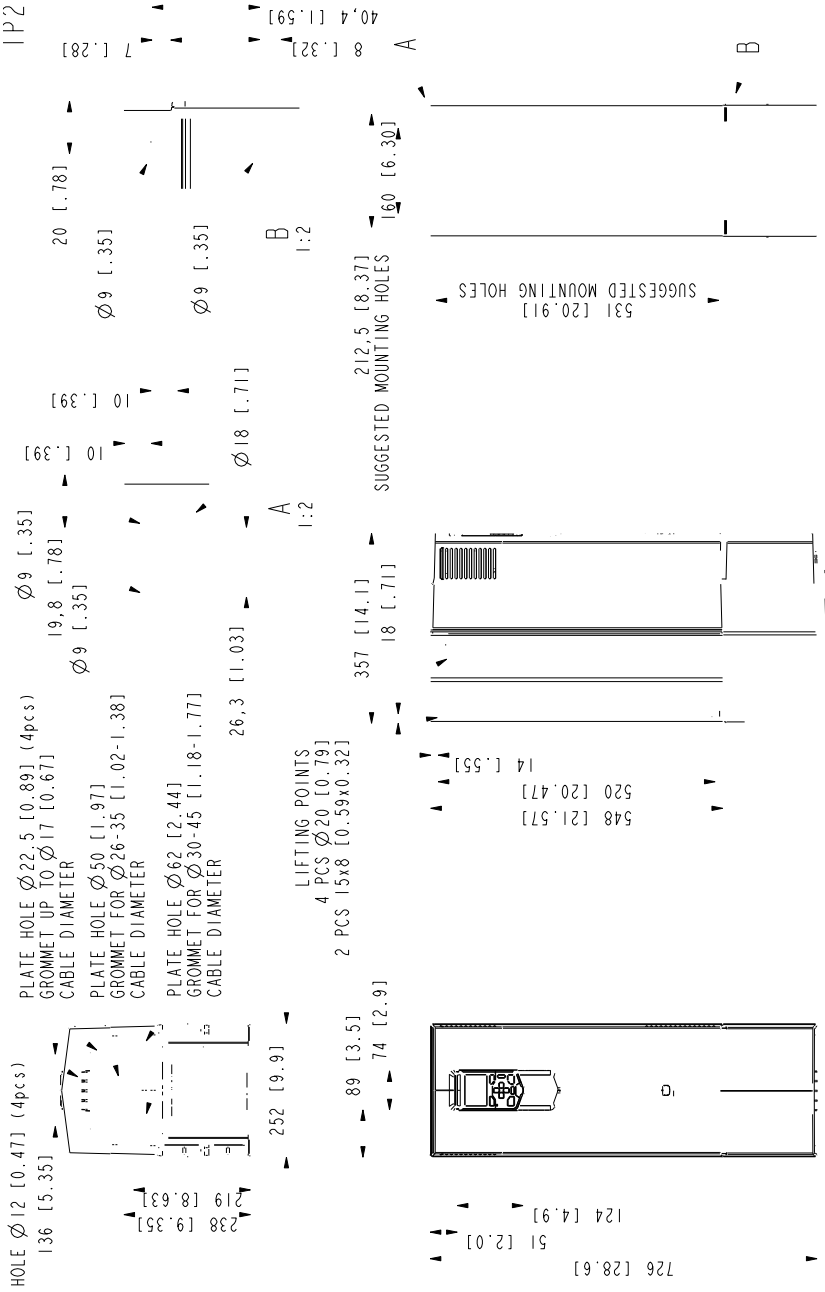 IP2
HOLE Ø12 [0.47] (4pcs)
136 [5.35]
PLATE HOLE Ø22.5 [0.89] (4pcs)
GROMMET UP TO Ø17 [0.67]
CABLE DIAMETER
PLATE HOLE Ø50 [1.97]
GROMMET FOR Ø26-35 [1.02-1.38]
CABLE DIAMETER
PLATE HOLE Ø62 [2.44]
GROMMET FOR Ø30-45 [1.18-1.77]
CABLE DIAMETER
219 [8.63]
238 [9.35]
252 [9.9]
Ø9 [.35]
19,8 [.78]
Ø9 [.35]
10 [.39]
10 [.39]
26,3 [1.03]
Ø18 [.71]
A
1:2
20 [.78]
7 [.28]
8 [.32]
40,4 [1.59]
Ø9 [.35]
Ø9 [.35]
B
1:2
LIFTING POINTS
4 PCS Ø20 [0.79]
2 PCS 15x8 [0.59x0.32]
89 [3.5]
74 [2.9]
51 [2.0]
124 [4.9]
726 [28.6]
357 [14.1]
18 [.71]
14 [.55]
520 [20.47]
548 [21.57]
212,5 [8.37]
SUGGESTED MOUNTING HOLES
160 [6.30]
531 [20.91]
SUGGESTED MOUNTING HOLES
A
B